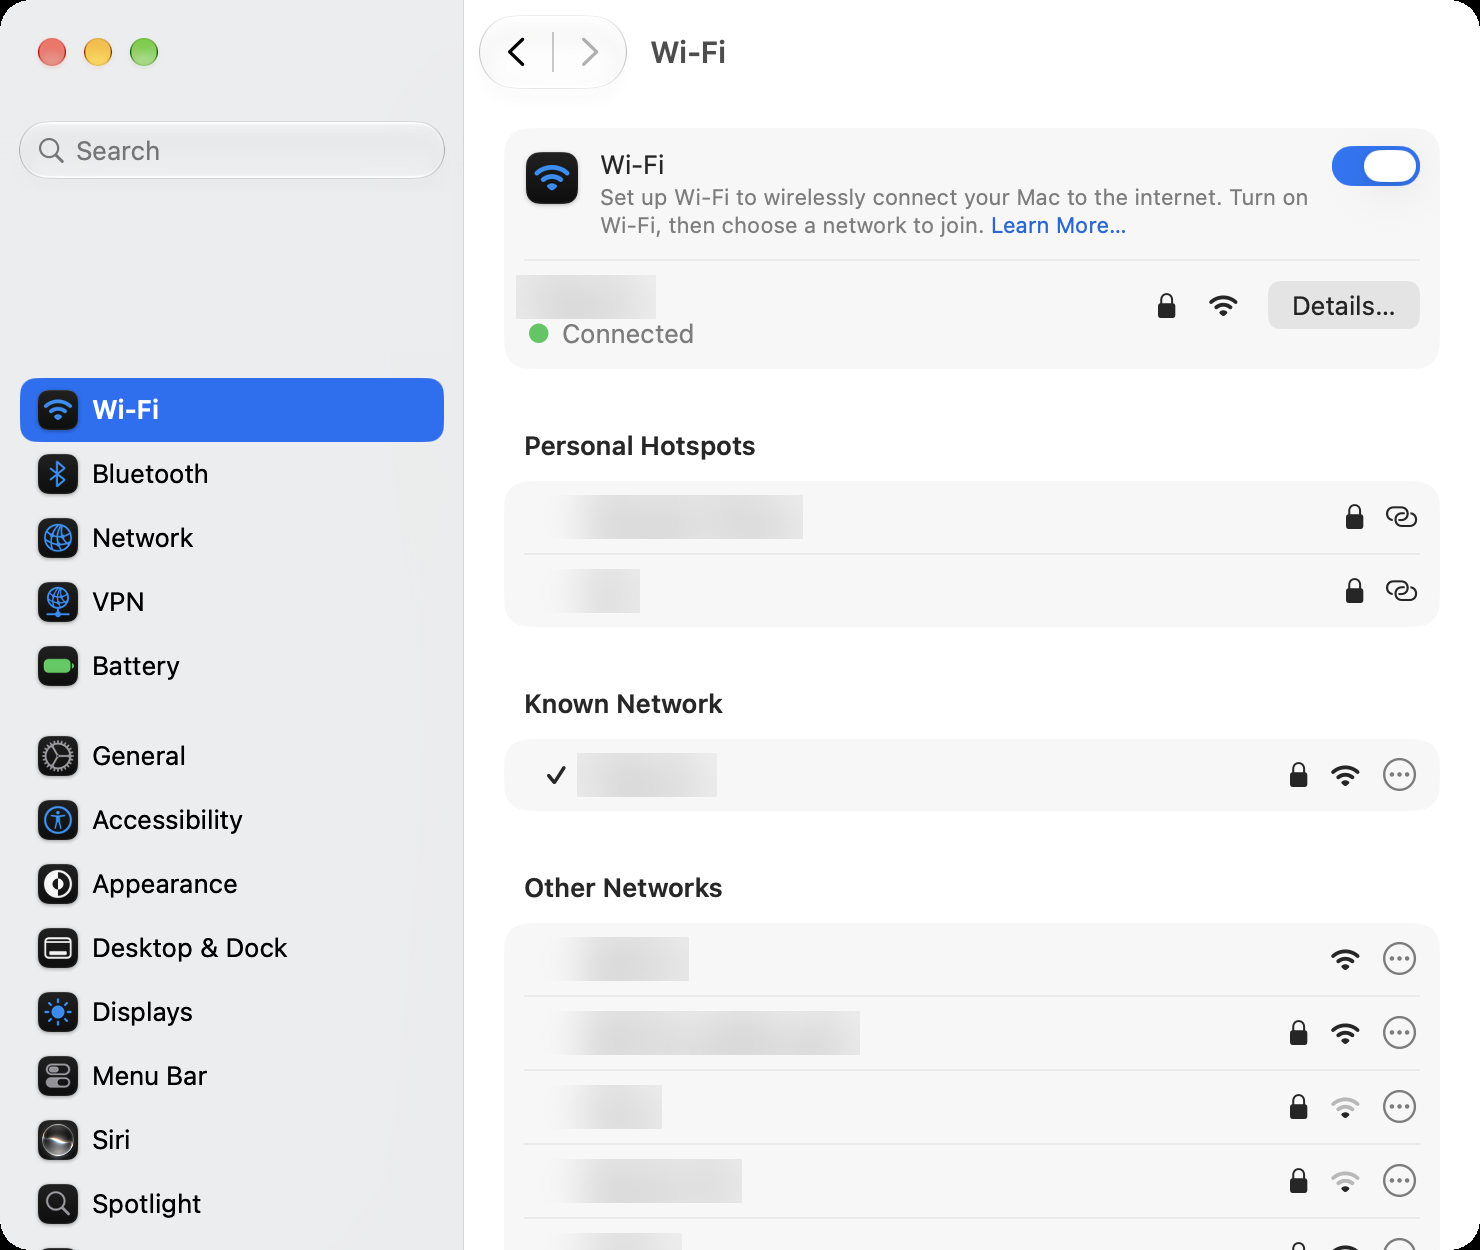 Search
Wi-Fi
Bluetooth
Network
VPN
Battery
General
Accessibility
Appearance
Desktop & Dock
Displays
Menu Bar
Siri
Spotlight
Wi-Fi
Wi-Fi
Set up Wi-Fi to wirelessly connect your Mac to the internet. Turn on
Wi-Fi, then choose a network to join. Learn More...
Connected
Details...
Personal Hotspots
Known Network
Other Networks